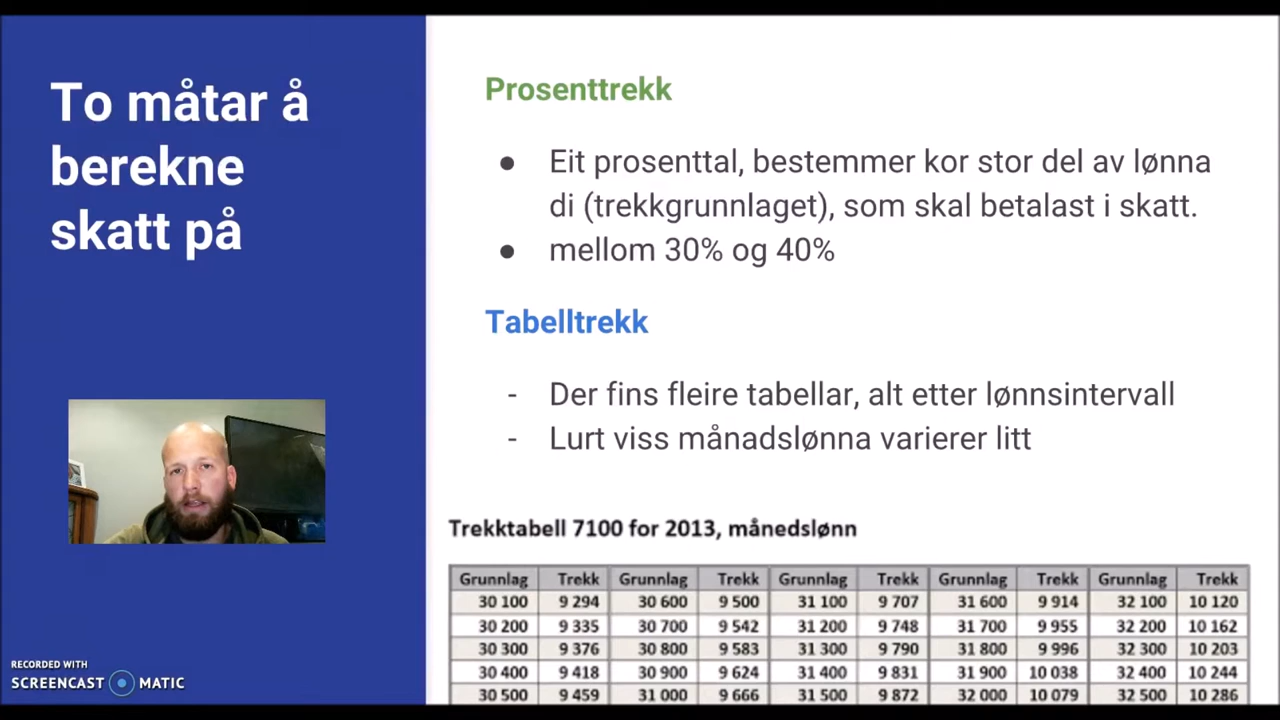 To måtar å
berekne
skatt på
Prosenttrekk
● Eit prosenttal, bestemmer kor stor del av lønna
di (trekkgrunnlaget), som skal betalast i skatt.
● mellom 30% og 40%
Tabelltrekk
- Der fins fleire tabellar, alt etter lønnsintervall
- Lurt viss månadslønna varierer litt
Trekktabell 7100 for 2013, månedslønn
Grunnlag Trekk Grunnlag Trekk Grunnlag Trekk Grunnlag Trekk Grunnlag Trekk
30 100 9 294 30 600 9 500 31 100 9 707 31 600 9 914 32 100 10 120
30 200 9 335 30 700 9 542 31 200 9 748 31 700 9 955 32 200 10 162
30 300 9 376 30 800 9 583 31 300 9 790 31 800 9 996 32 300 10 203
30 400 9 418 30 900 9 624 31 400 9 831 31 900 10 038 32 400 10 244
30 500 9 459 31 000 9 666 31 500 9 872 32 000 10 079 32 500 10 286
RECORDED WITH
SCREENCAST MATIC